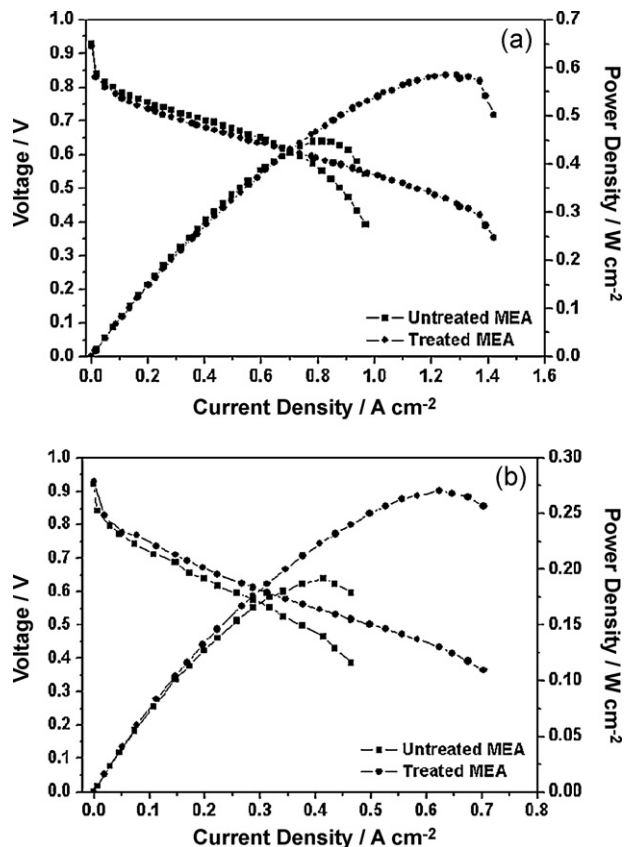 (a)
Voltage / V
1.0
0.9
0.8
0.7
0.6
0.5
0.4
0.3
0.2
0.1
0.0
0.7
0.6
0.5
0.4
0.3
0.2
0.1
0.0
Power Density / W cm-2
Untreated MEA
Treated MEA
0.0 0.2 0.4 0.6 0.8 1.0 1.2 1.4 1.6
Current Density / A cm-2
(b)
Voltage / V
1.0
0.9
0.8
0.7
0.6
0.5
0.4
0.3
0.2
0.1
0.0
0.30
0.25
0.20
0.15
0.10
0.05
0.00
Power Density / W cm-2
Untreated MEA
Treated MEA
0.0 0.1 0.2 0.3 0.4 0.5 0.6 0.7 0.8
Current Density / A cm-2